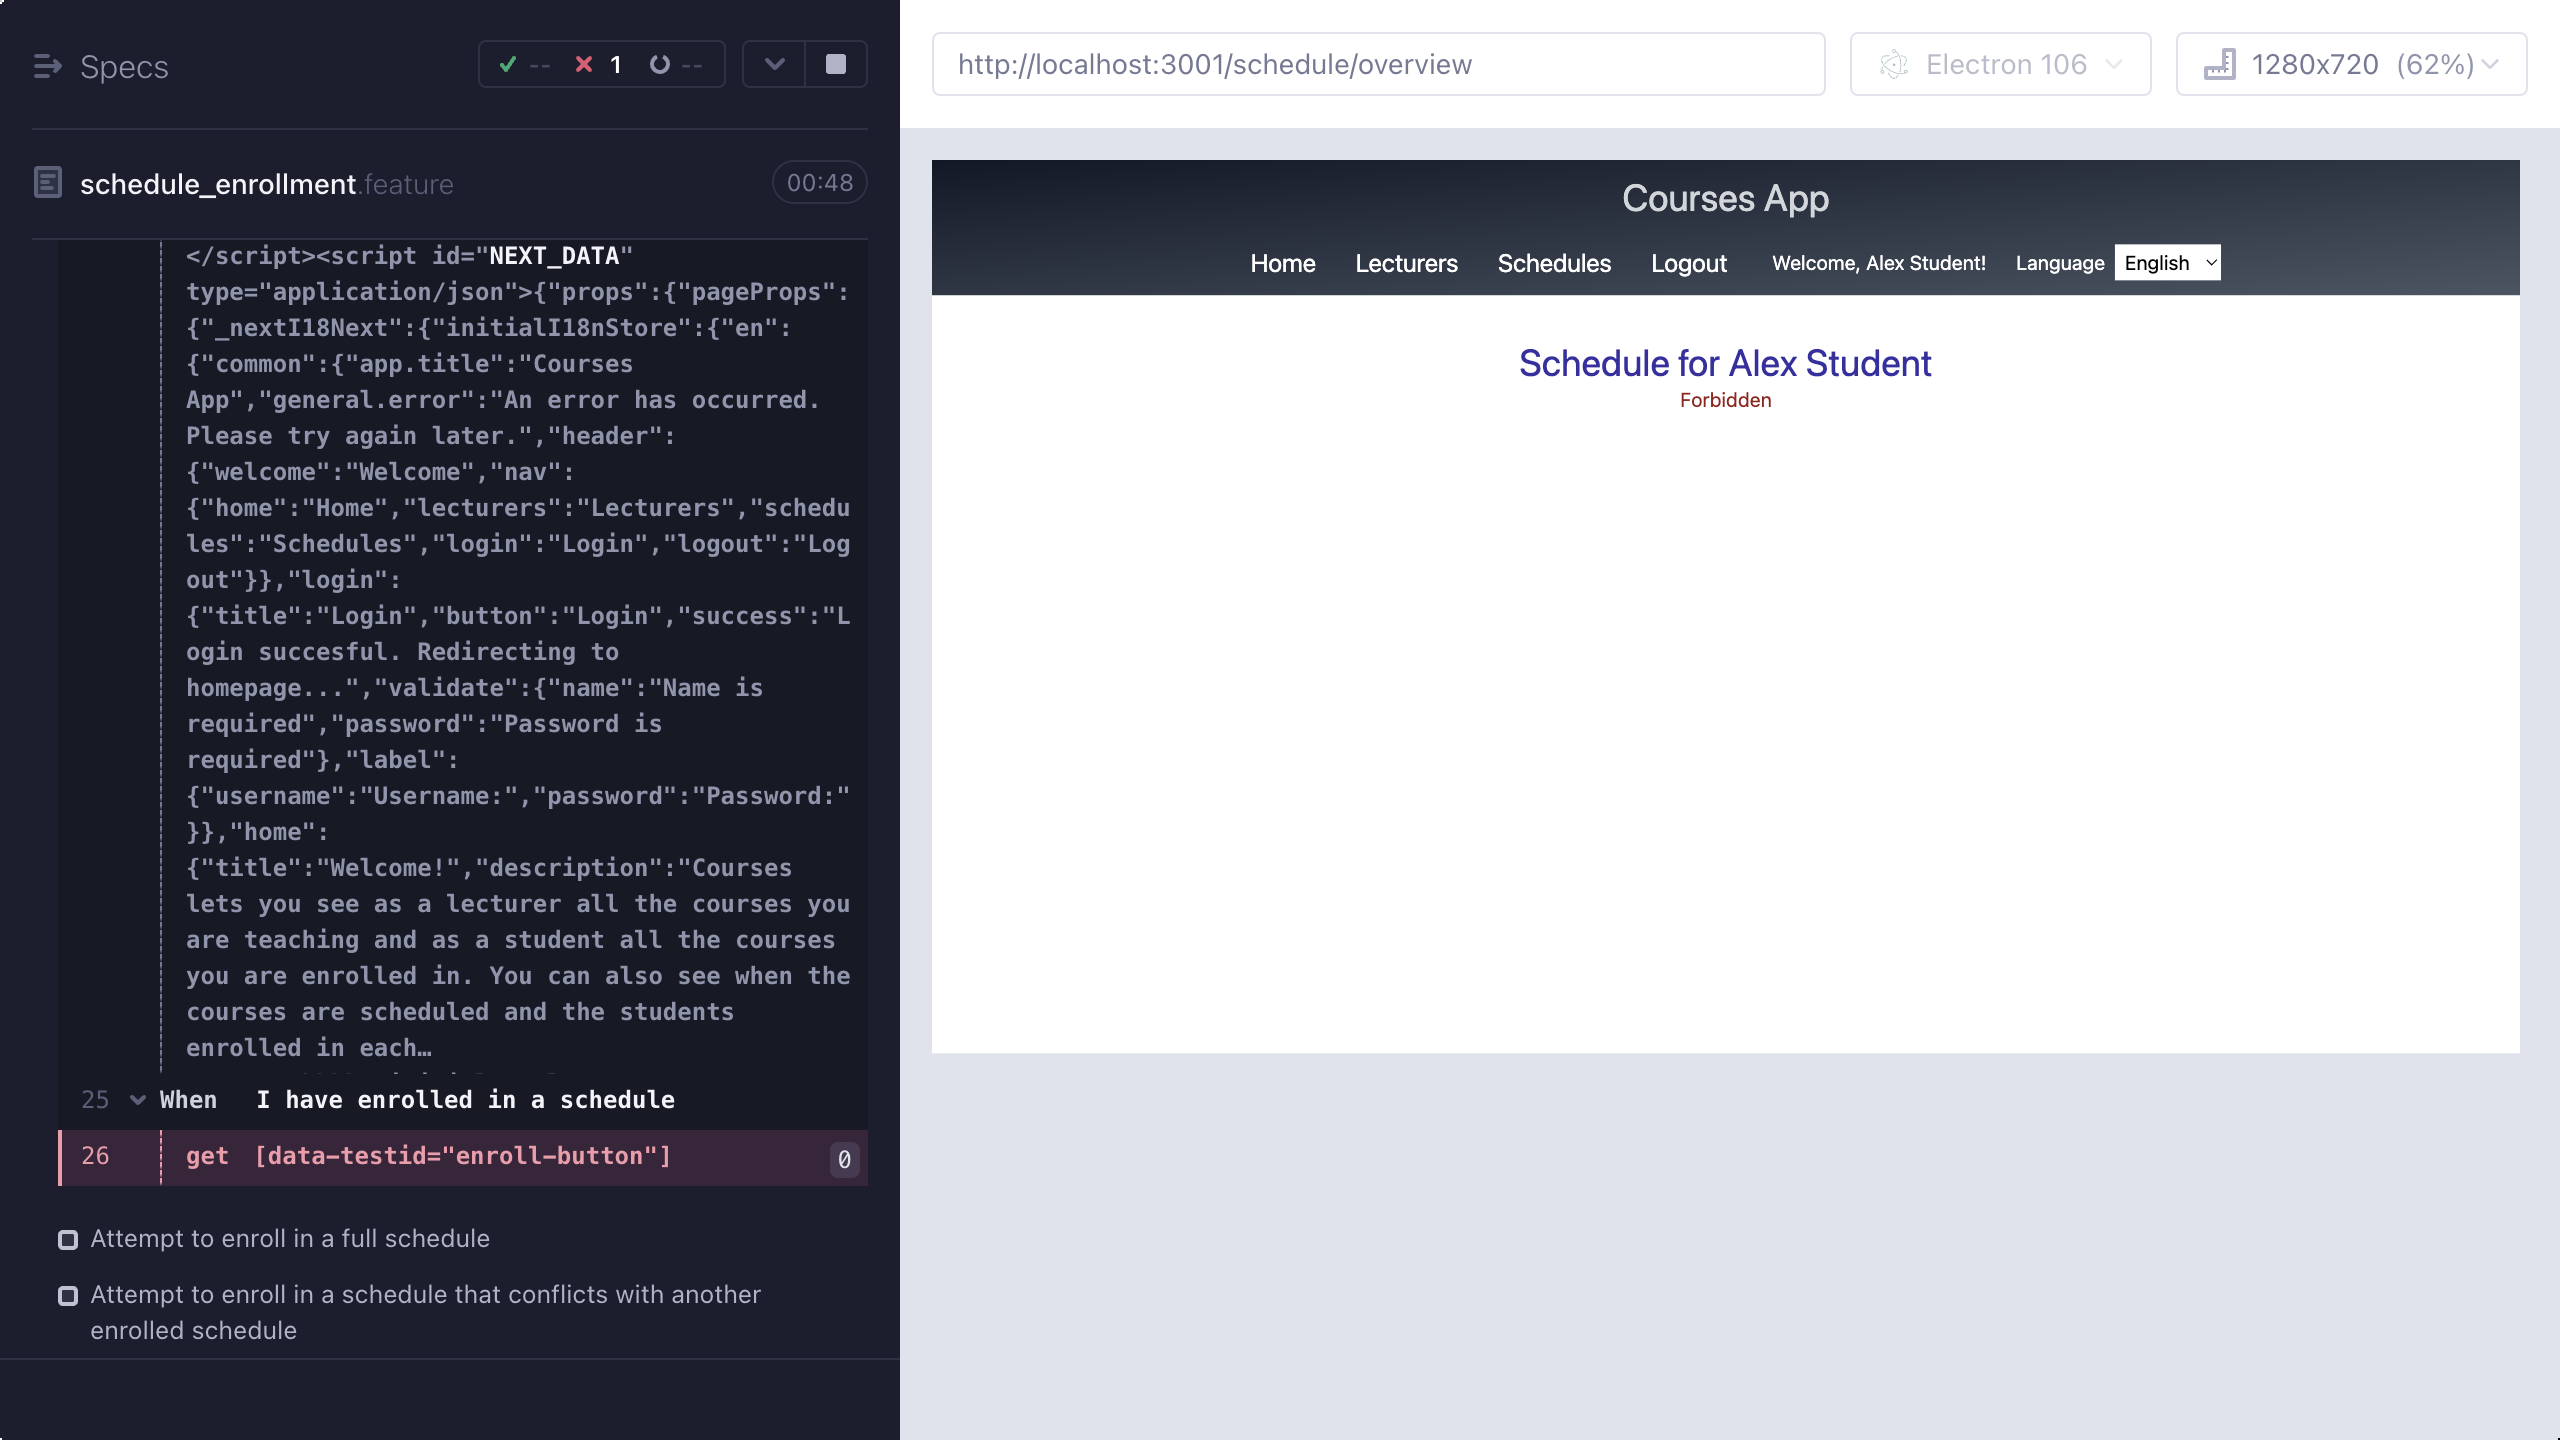 Specs
-- 1 --
schedule_enrollment.feature
00:48
</script><script id="NEXT_DATA"
type="application/json">{"props":{"pageProps":
{"_nextI18Next":{"initialI18nStore":{"en":
{"common":{"app.title":"Courses
App","general.error":"An error has occurred.
Please try again later.","header":
{"welcome":"Welcome","nav":
{"home":"Home","lecturers":"Lecturers","schedu
les":"Schedules","login":"Login","logout":"Log
out"}},"login":
{"title":"Login","button":"Login","success":"L
ogin succesful. Redirecting to
homepage...","validate":{"name":"Name is
required","password":"Password is
required"},"label":
{"username":"Username:","password":"Password:"
}},"home":
{"title":"Welcome!","description":"Courses
lets you see as a lecturer all the courses you
are teaching and as a student all the courses
you are enrolled in. You can also see when the
courses are scheduled and the students
enrolled in each…
25 When I have enrolled in a schedule
26 get [data-testid="enroll-button"] 0
Attempt to enroll in a full schedule
Attempt to enroll in a schedule that conflicts with another
enrolled schedule
http://localhost:3001/schedule/overview
Electron 106
1280x720 (62%)
Courses App
Home Lecturers Schedules Logout Welcome, Alex Student! Language English
Schedule for Alex Student
Forbidden